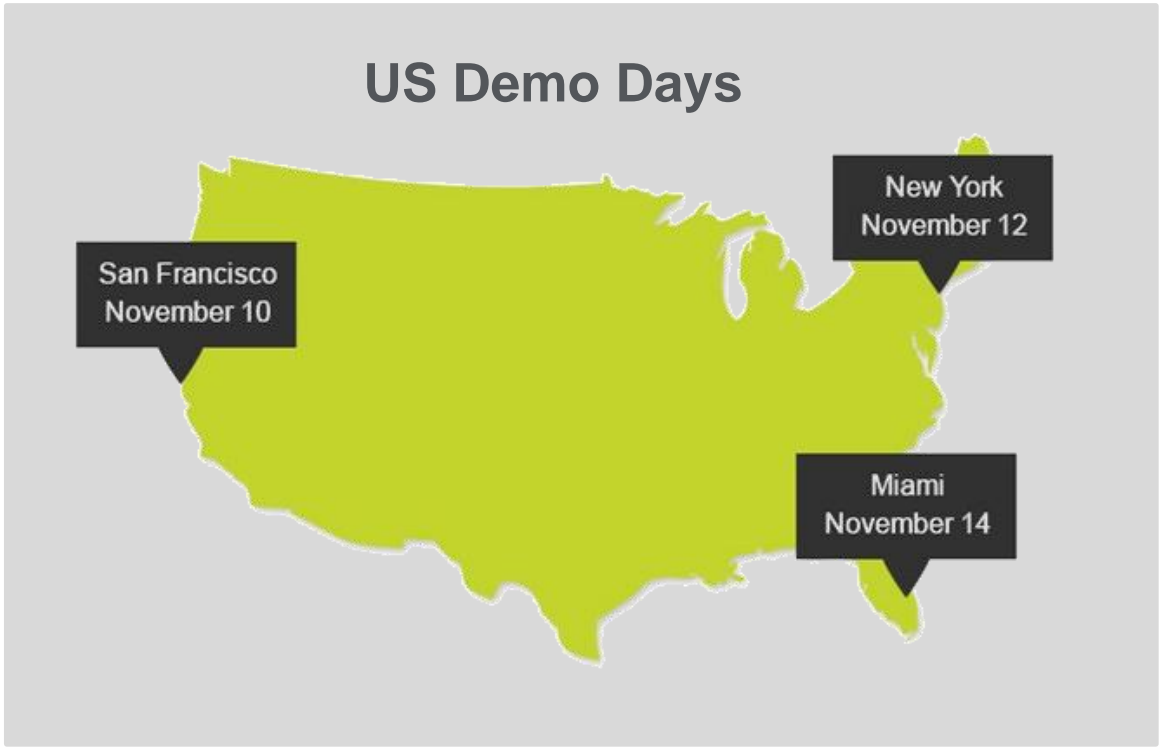 US Demo Days
New York
November 12
San Francisco
November 10
Miami
November 14